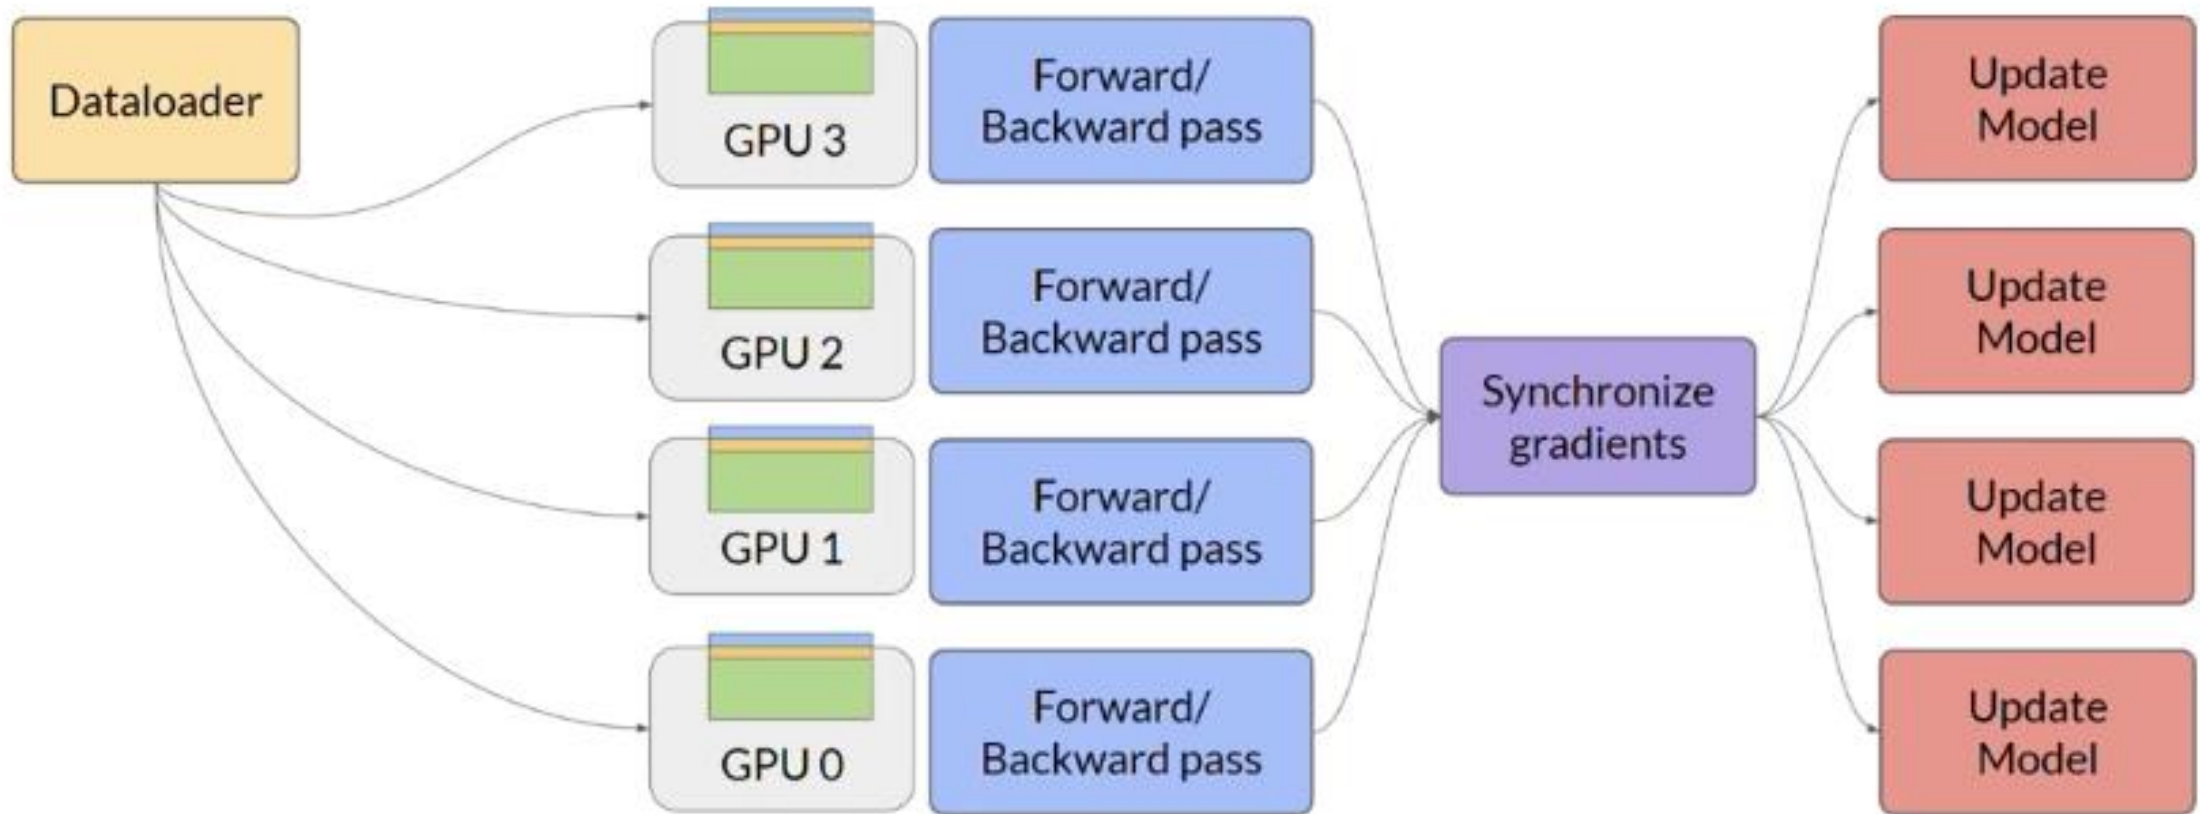 Dataloader
GPU 3
Forward/
Backward pass
Update
Model
GPU 2
Forward/
Backward pass
Update
Model
Synchronize
gradients
GPU 1
Forward/
Backward pass
Update
Model
GPU 0
Forward/
Backward pass
Update
Model